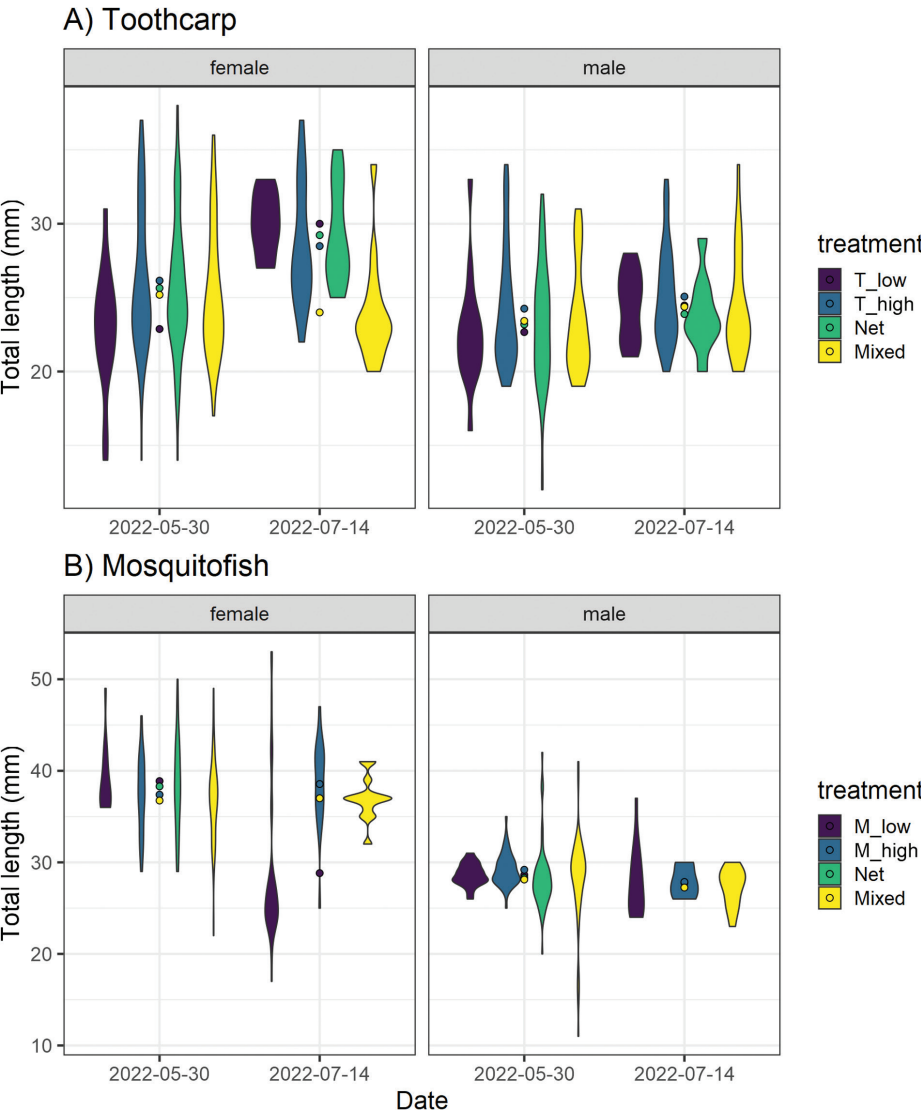 A) Toothcarp
female male
Total length (mm)
30
20
2022-05-30 2022-07-14 2022-05-30 2022-07-14
treatment
T_low
T_high
Net
Mixed
B) Mosquitofish
female male
Total length (mm)
50
40
30
20
10
2022-05-30 2022-07-14 2022-05-30 2022-07-14
Date
treatment
M_low
M_high
Net
Mixed